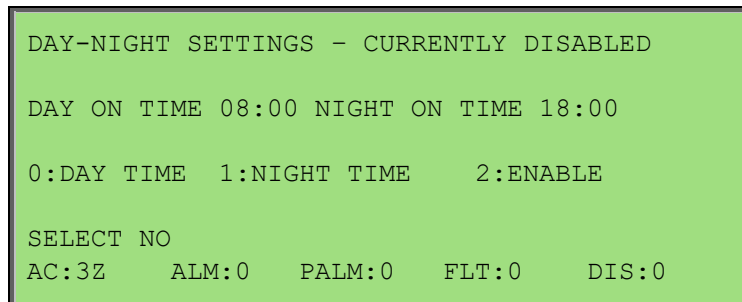 DAY-NIGHT SETTINGS – CURRENTLY DISABLED
DAY ON TIME 08:00 NIGHT ON TIME 18:00
0:DAY TIME 1:NIGHT TIME 2:ENABLE
SELECT NO
AC:3Z ALM:0 PALM:0 FLT:0 DIS:0